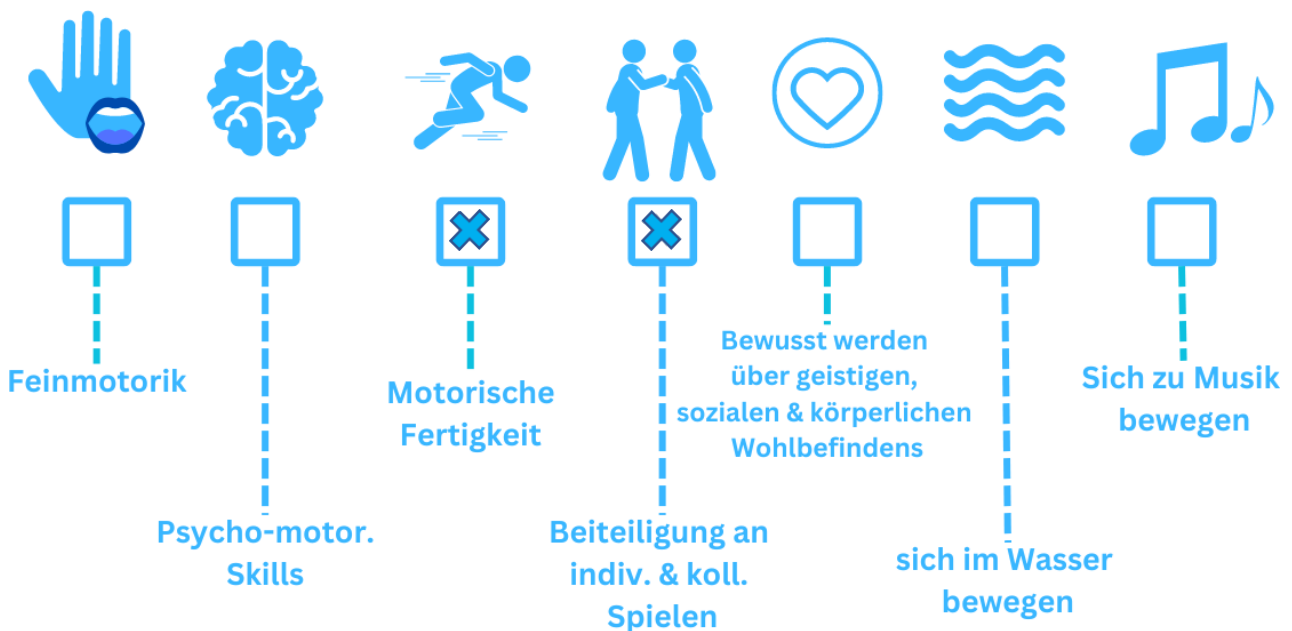 Feinmotorik
Psycho-motor.
Skills
Motorische
Fertigkeit
Beiteiligung an
indiv. & koll.
Spielen
Bewusst werden
über geistigen,
sozialen & körperlichen
Wohlbefindens
sich im Wasser
bewegen
Sich zu Musik
bewegen